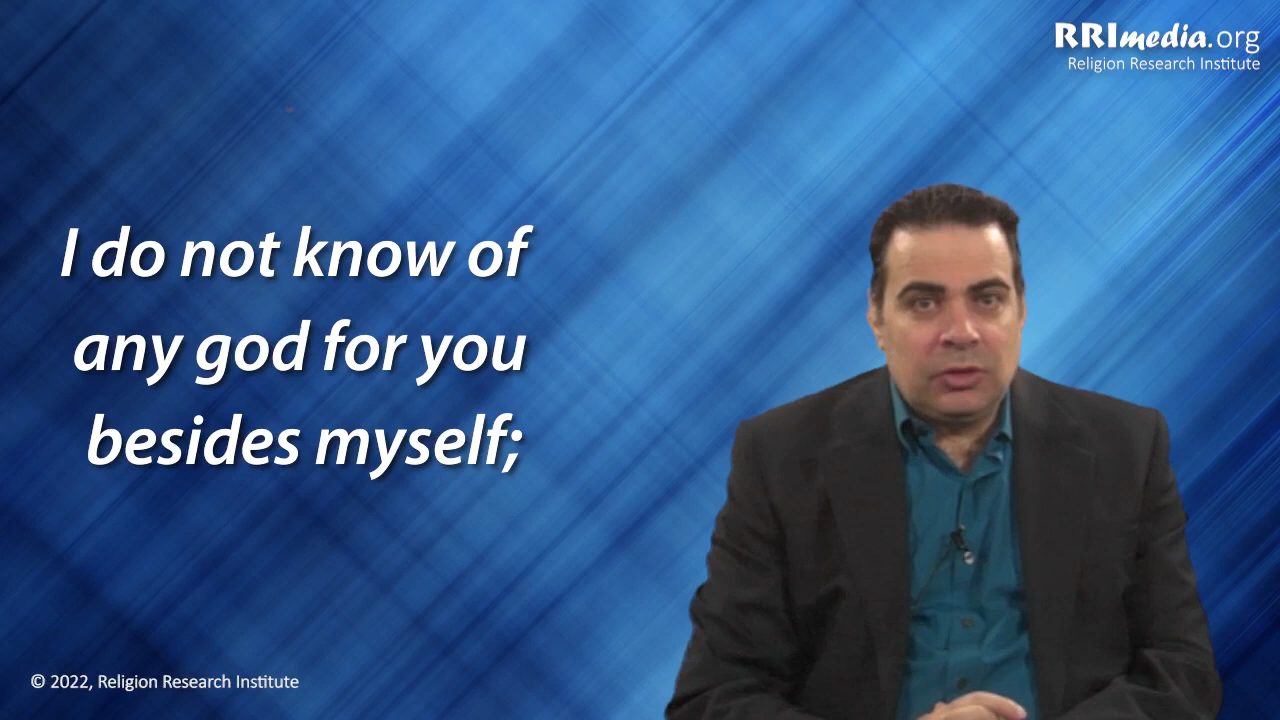 RRImedia.org
Religion Research Institute
I do not know of
any god for you
besides myself;
© 2022, Religion Research Institute